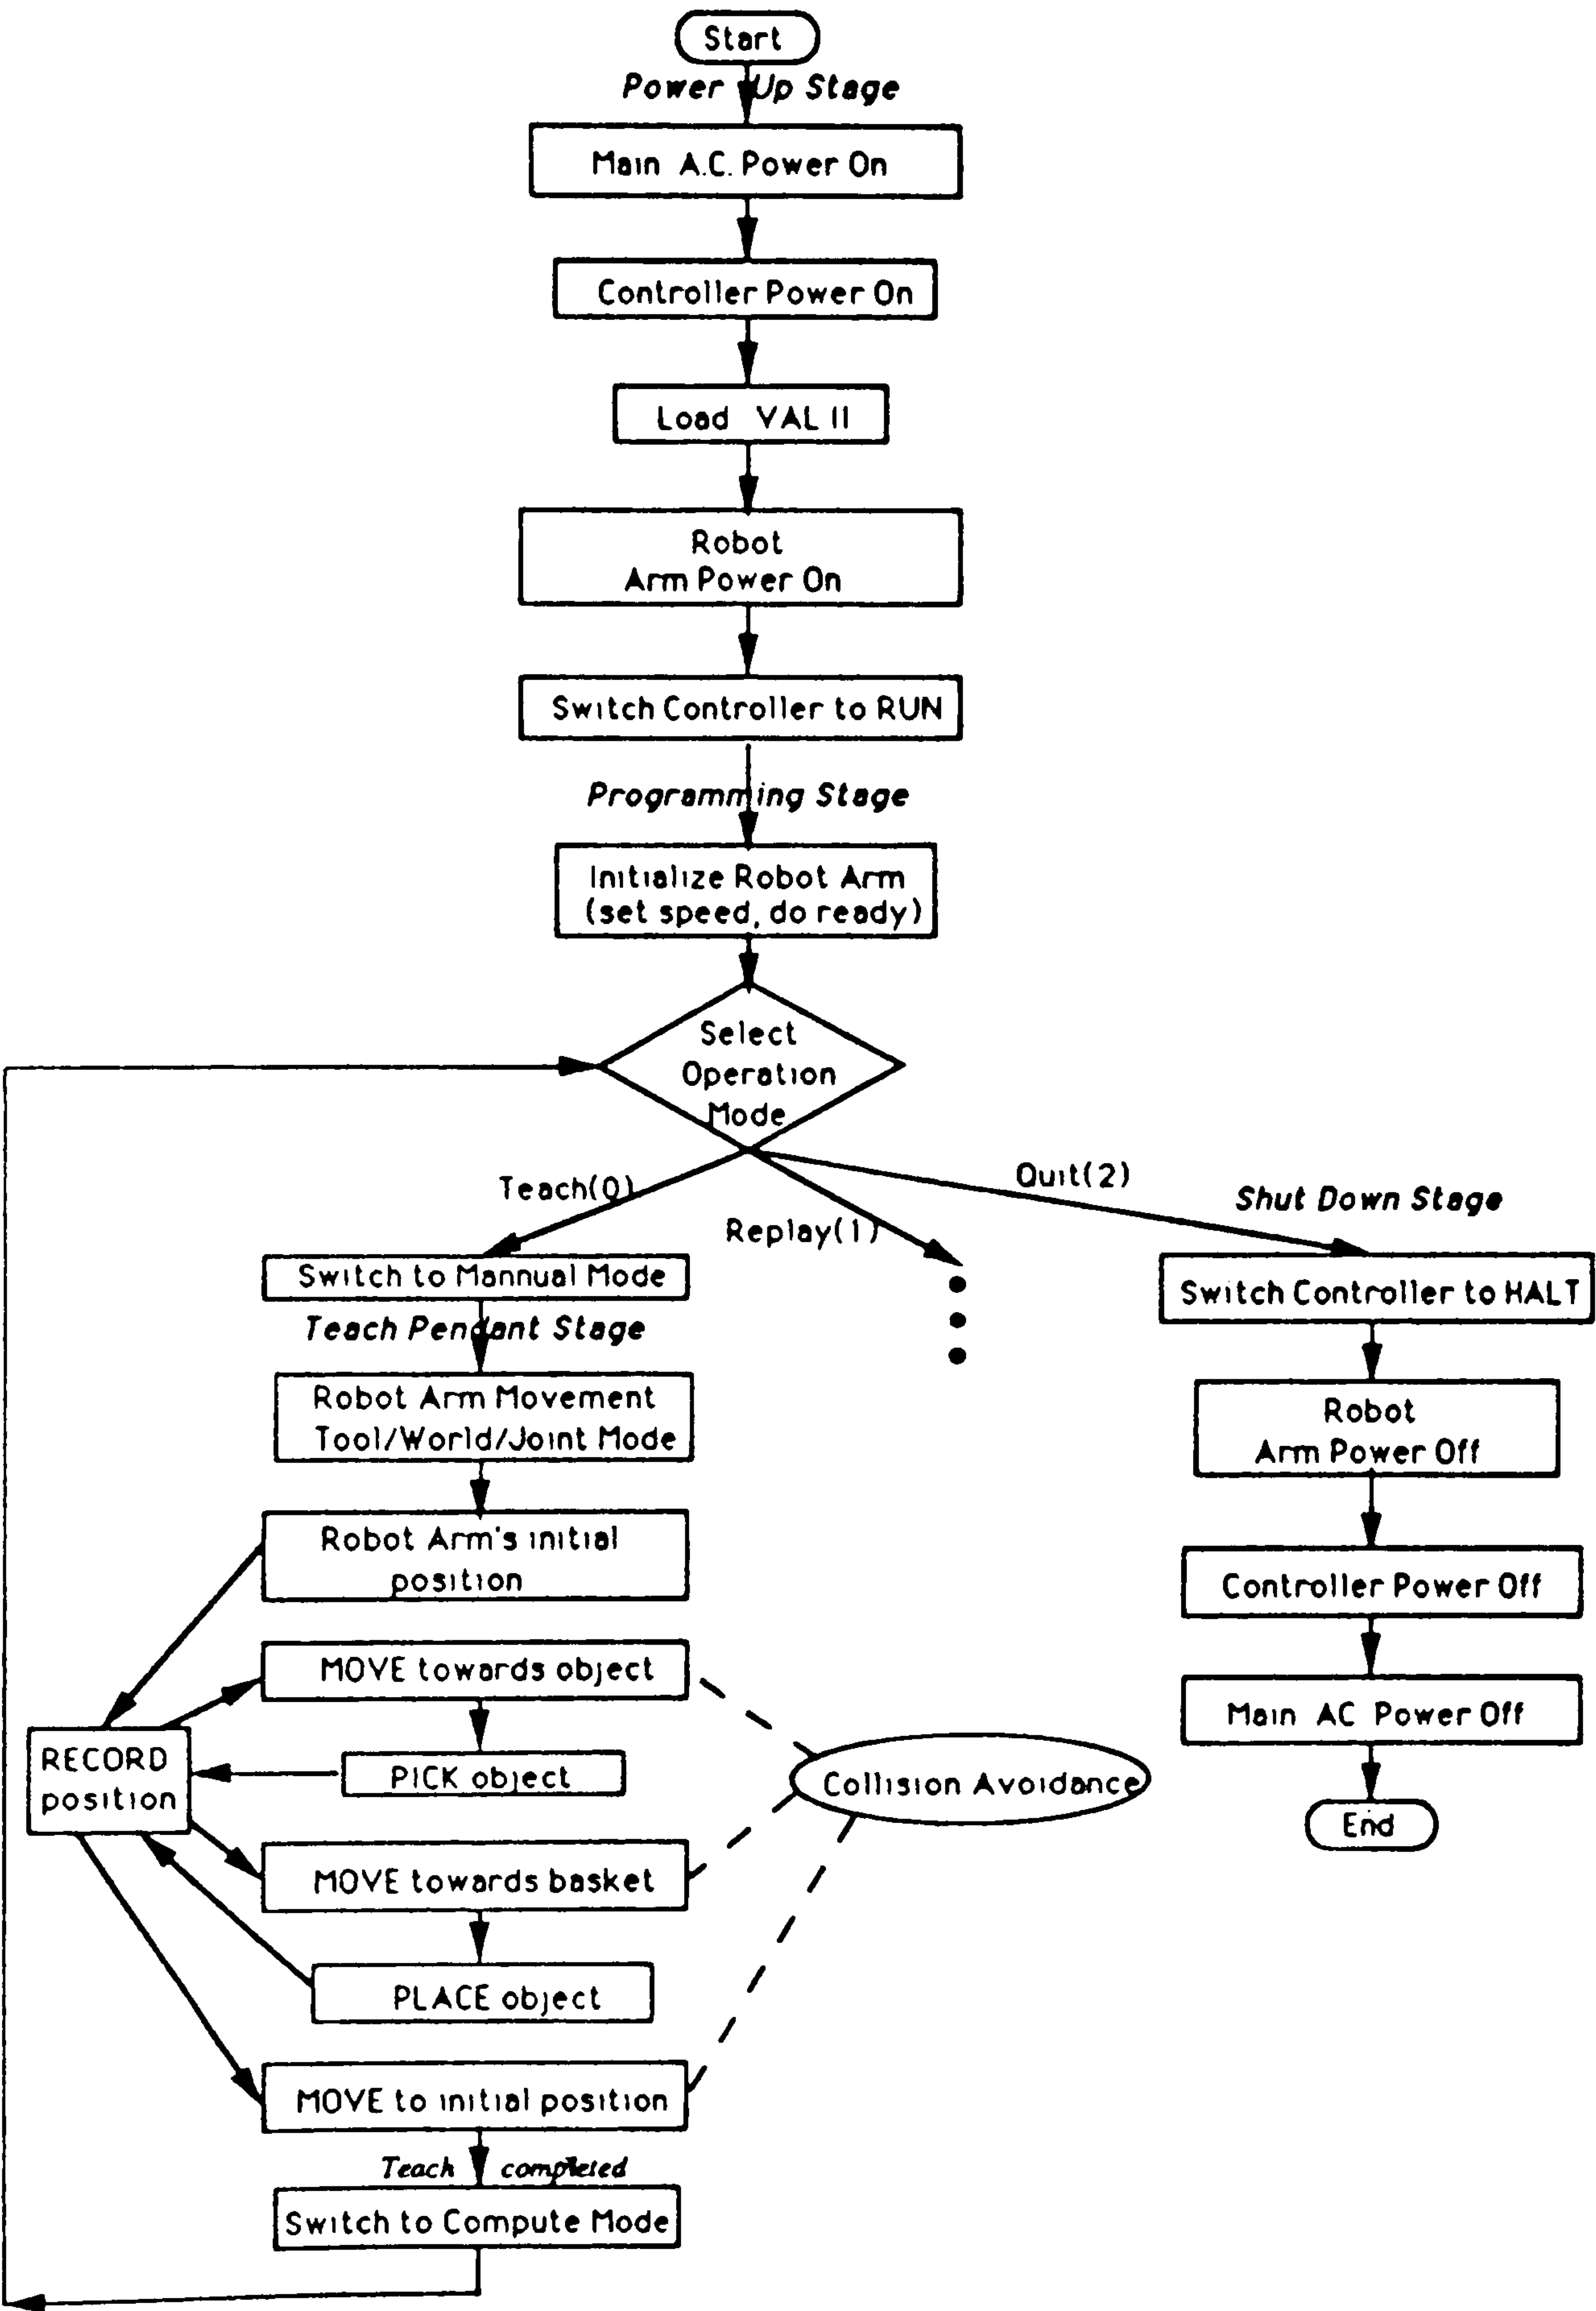 Start
Power Up Stage
Main A.C. Power On
Controller Power On
Load VAL II
Robot
Arm Power On
Switch Controller to RUN
Programming Stage
Initialize Robot Arm
(set speed, do ready)
Select
Operation
Mode
Teach(0)
Replay(1)
Quit(2)
Shut Down Stage
Switch to Mannual Mode
Teach Pendant Stage
Robot Arm Movement
Tool/World/Joint Mode
Robot Arm's initial
position
MOVE towards object
RECORD
position
PICK object
MOVE towards basket
PLACE object
MOVE to initial position
Teach completed
Switch to Compute Mode
Collision Avoidance
Switch Controller to HALT
Robot
Arm Power Off
Controller Power Off
Main AC Power Off
End